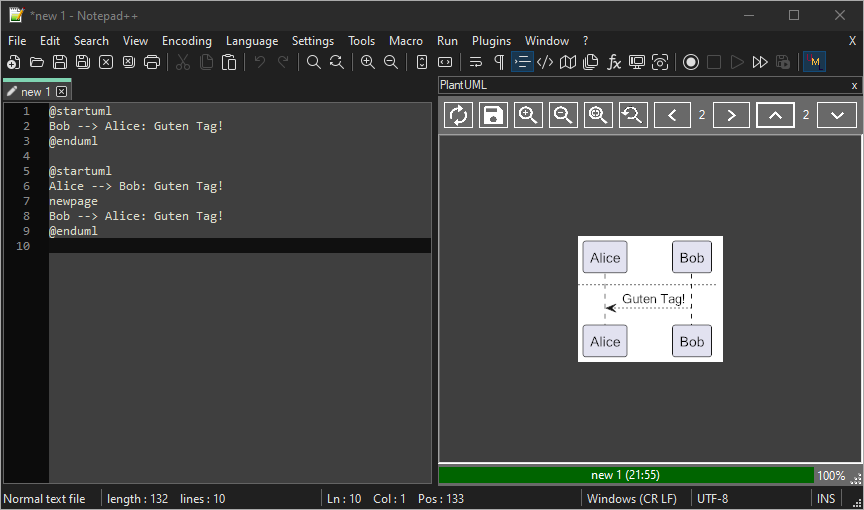 *new 1 - Notepad++
File Edit Search View Encoding Language Settings Tools Macro Run Plugins Window ? X
new 1
PlantUML x
2 2
1 @startuml
2 Bob --> Alice: Guten Tag!
3 @enduml
4
5 @startuml
6 Alice --> Bob: Guten Tag!
7 newpage
8 Bob --> Alice: Guten Tag!
9 @enduml
10
Alice Bob
Guten Tag!
Alice Bob
new 1 (21:55) 100%
Normal text file length : 132 lines : 10 Ln : 10 Col : 1 Pos : 133 Windows (CR LF) UTF-8 INS